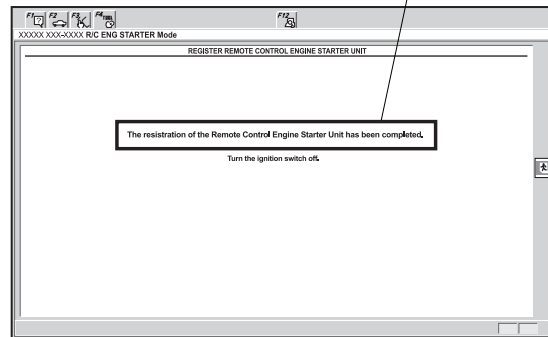 F1 F2 F3 F4 F12
XXXXX XXX-XXXX R/C ENG STARTER Mode
REGISTER REMOTE CONTROL ENGINE STARTER UNIT
The resistration of the Remote Control Engine Starter Unit has been completed.
Turn the ignition switch off.